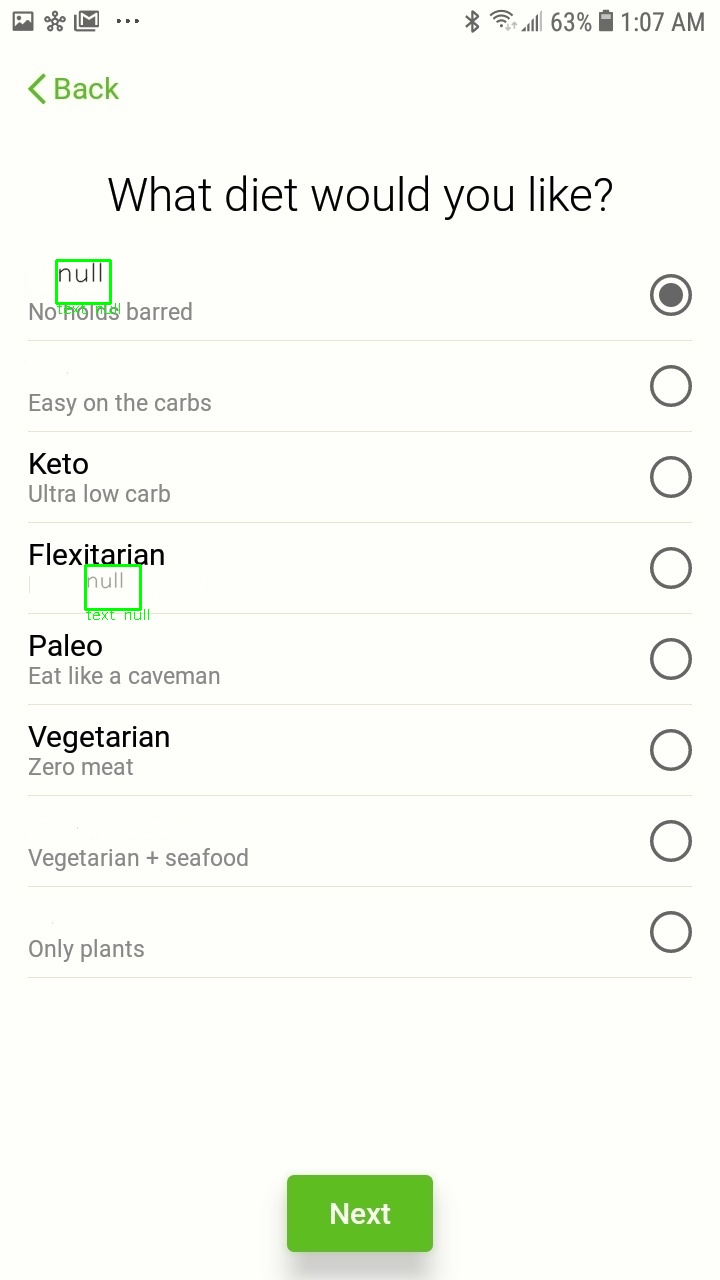 63% 1:07 AM
Back
What diet would you like?
null
No holds barred
text null
Easy on the carbs
Keto
Ultra low carb
Flexitarian
null
text null
Paleo
Eat like a caveman
Vegetarian
Zero meat
Vegetarian + seafood
Only plants
Next